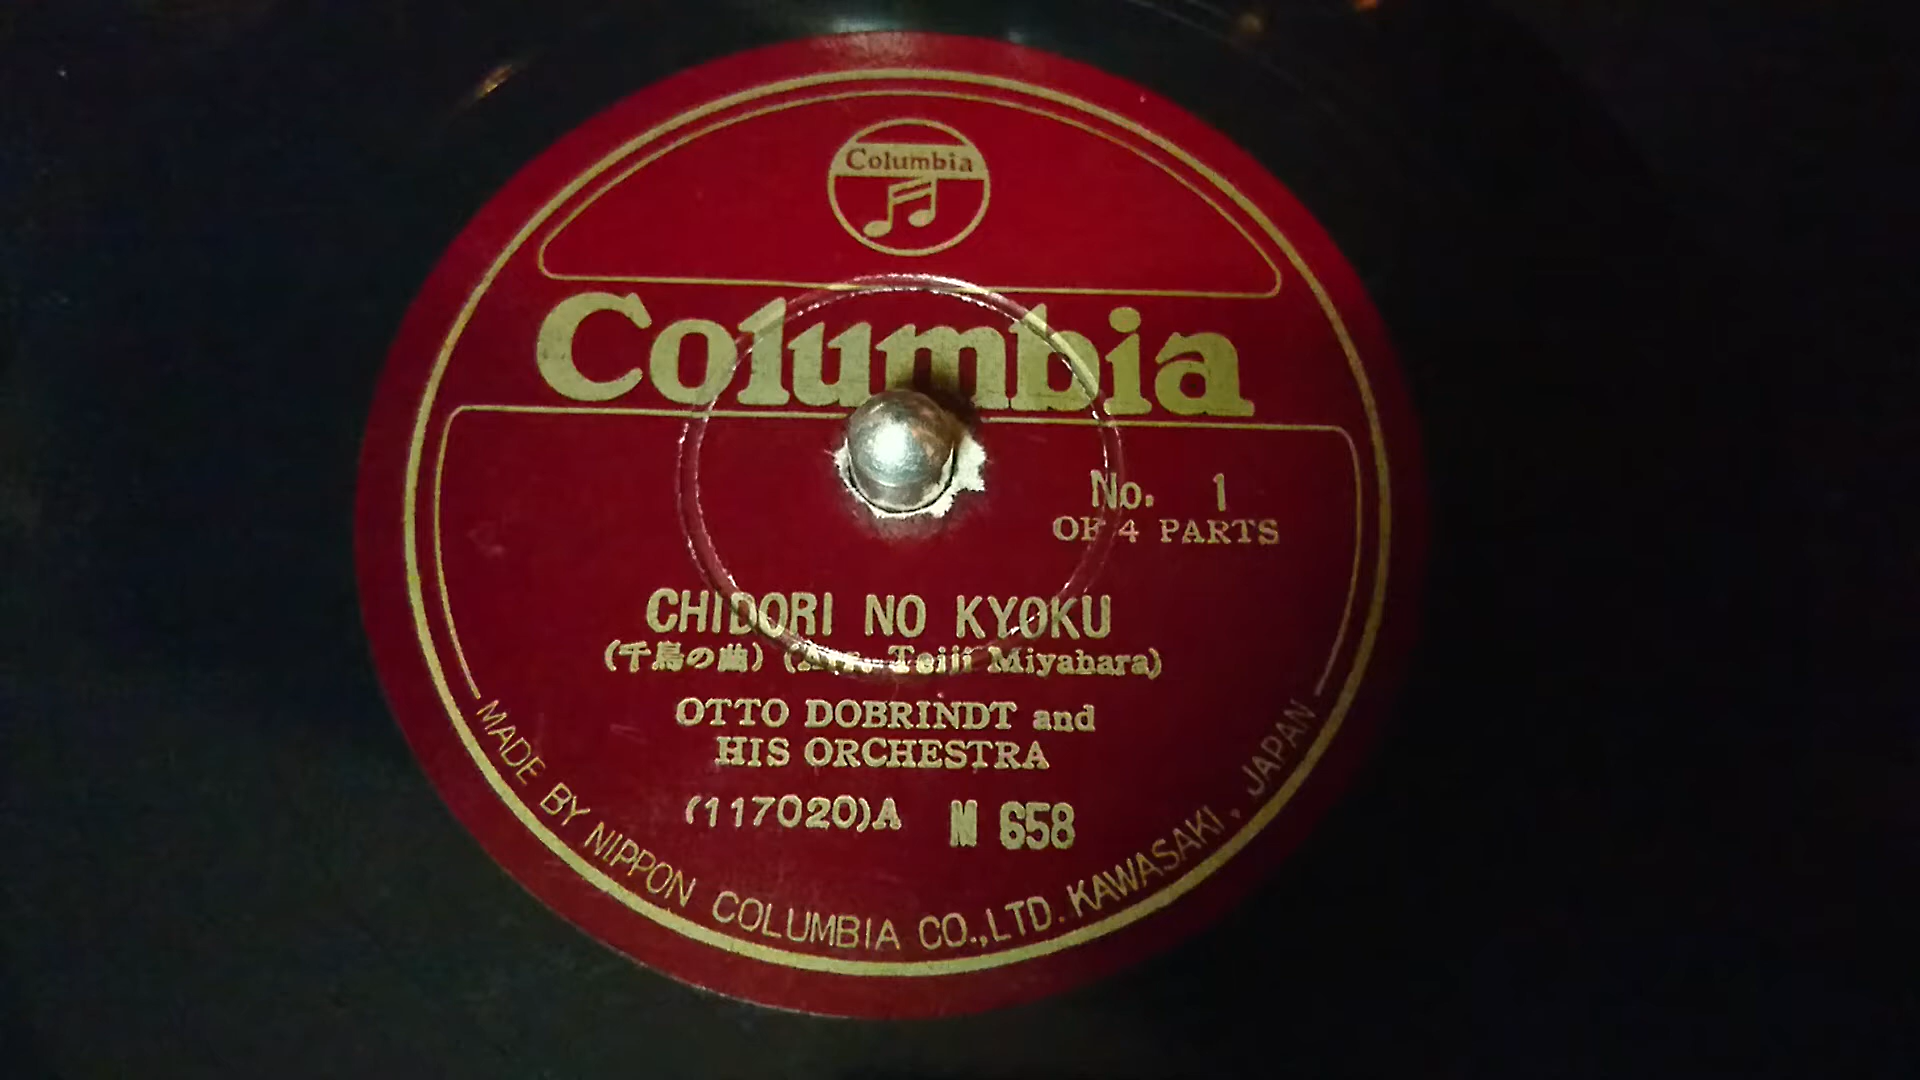 Columbia
Columbia
No. 1
OF 4 PARTS
CHIDORI NO KYOKU
(千鳥の曲) (Arr. Teiji Miyahara)
OTTO DOBRINDT and
HIS ORCHESTRA
(117020)A M 658
MADE BY NIPPON COLUMBIA CO.,LTD. KAWASAKI, JAPAN